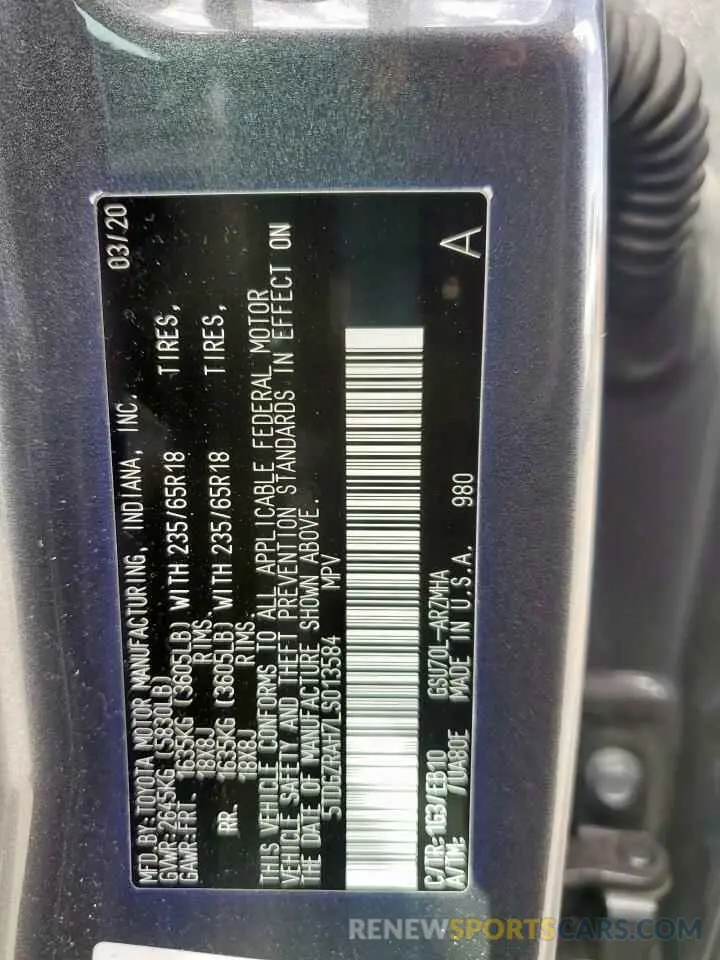 MFD.BY:TOYOTA MOTOR MANUFACTURING, INDIANA, INC. 03/20
GVWR:2645KG (5830LB)
GAWR:FRT. 1635KG (3605LB) WITH 235/65R18 TIRES,
18X8J RIMS,
RR. 1635KG (3605LB) WITH 235/65R18 TIRES,
18X8J RIMS.
THIS VEHICLE CONFORMS TO ALL APPLICABLE FEDERAL MOTOR
VEHICLE SAFETY AND THEFT PREVENTION STANDARDS IN EFFECT ON
THE DATE OF MANUFACTURE SHOWN ABOVE.
5TDGZRAH7LS013584 MPV
C/TR:1G3/EB10 GSU70L-ARZMHA
A/TM: /UA80E MADE IN U.S.A. 980 A
RENEWSPORTSCARS.COM